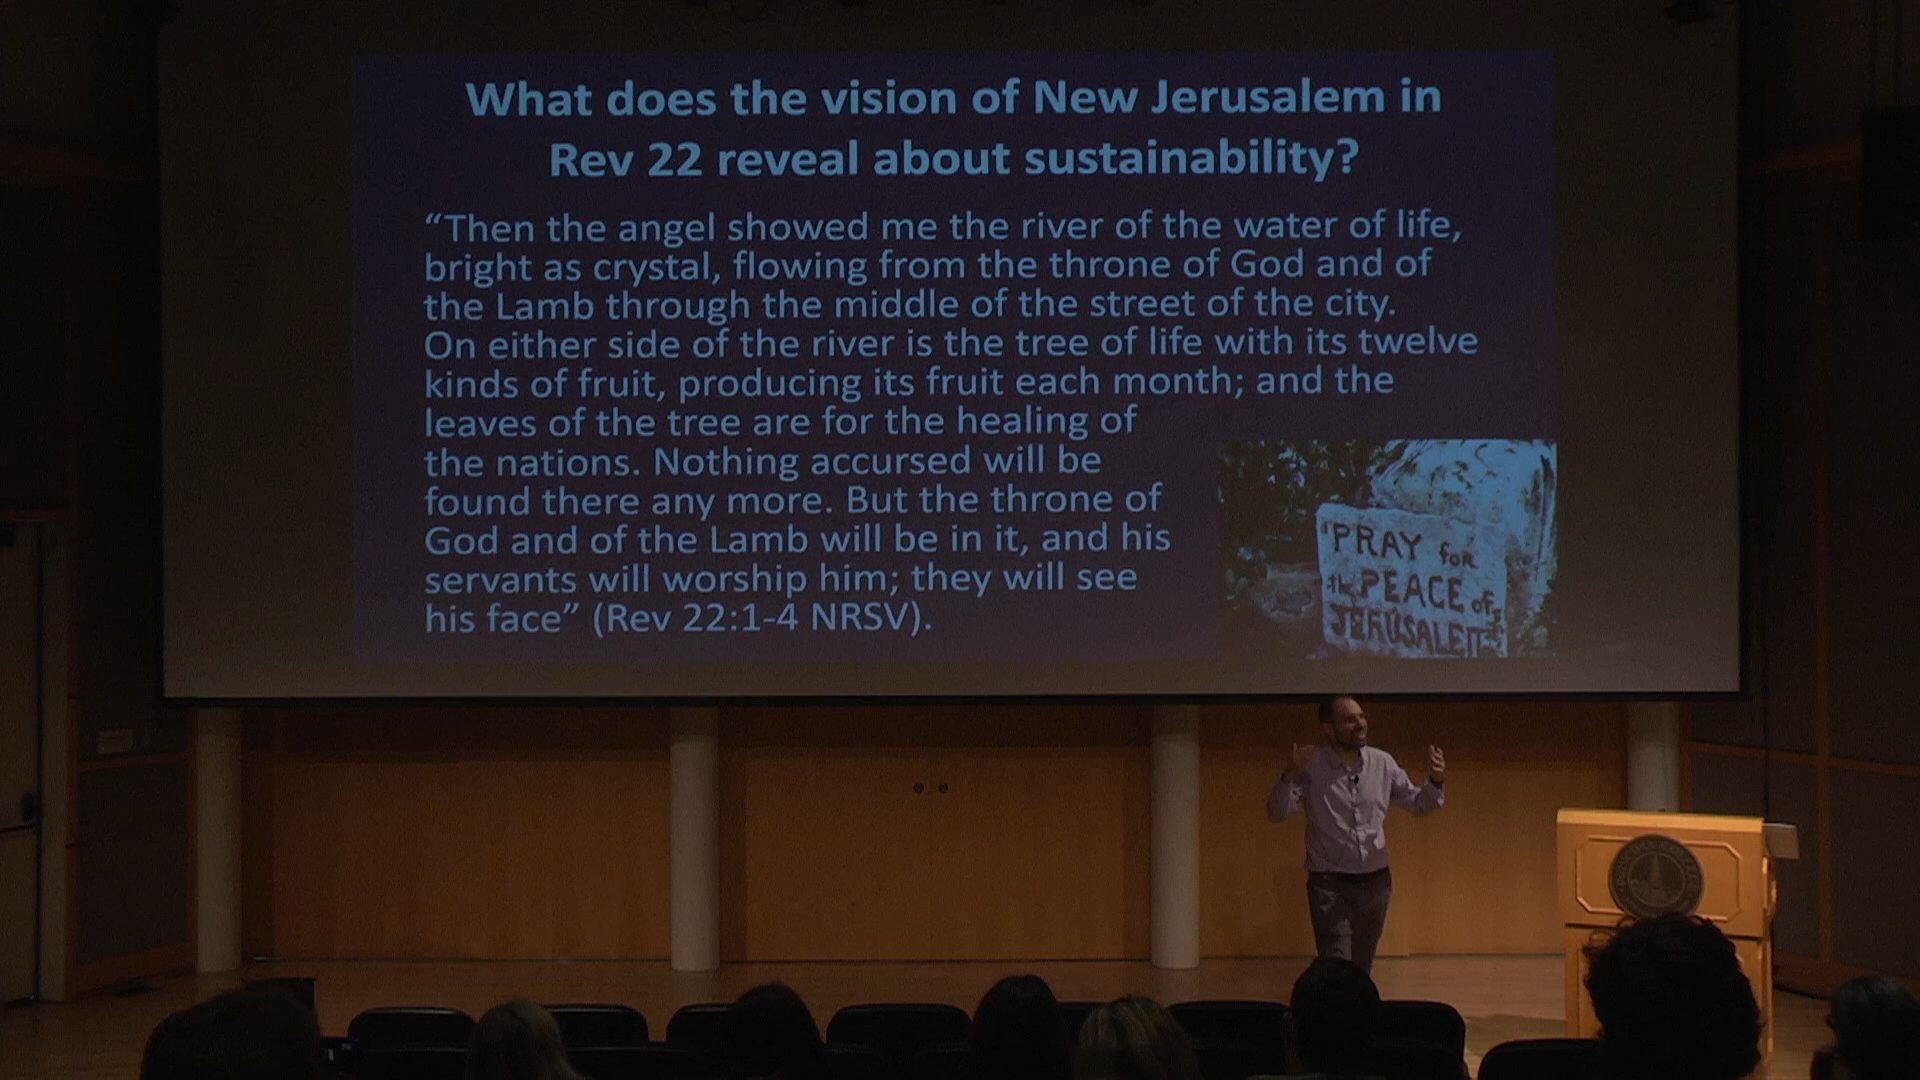 What does the vision of New Jerusalem in
Rev 22 reveal about sustainability?
“Then the angel showed me the river of the water of life,
bright as crystal, flowing from the throne of God and of
the Lamb through the middle of the street of the city.
On either side of the river is the tree of life with its twelve
kinds of fruit, producing its fruit each month; and the
leaves of the tree are for the healing of
the nations. Nothing accursed will be
found there any more. But the throne of
God and of the Lamb will be in it, and his
servants will worship him; they will see
his face” (Rev 22:1-4 NRSV).
"PRAY for
the PEACE of
JERUSALEM